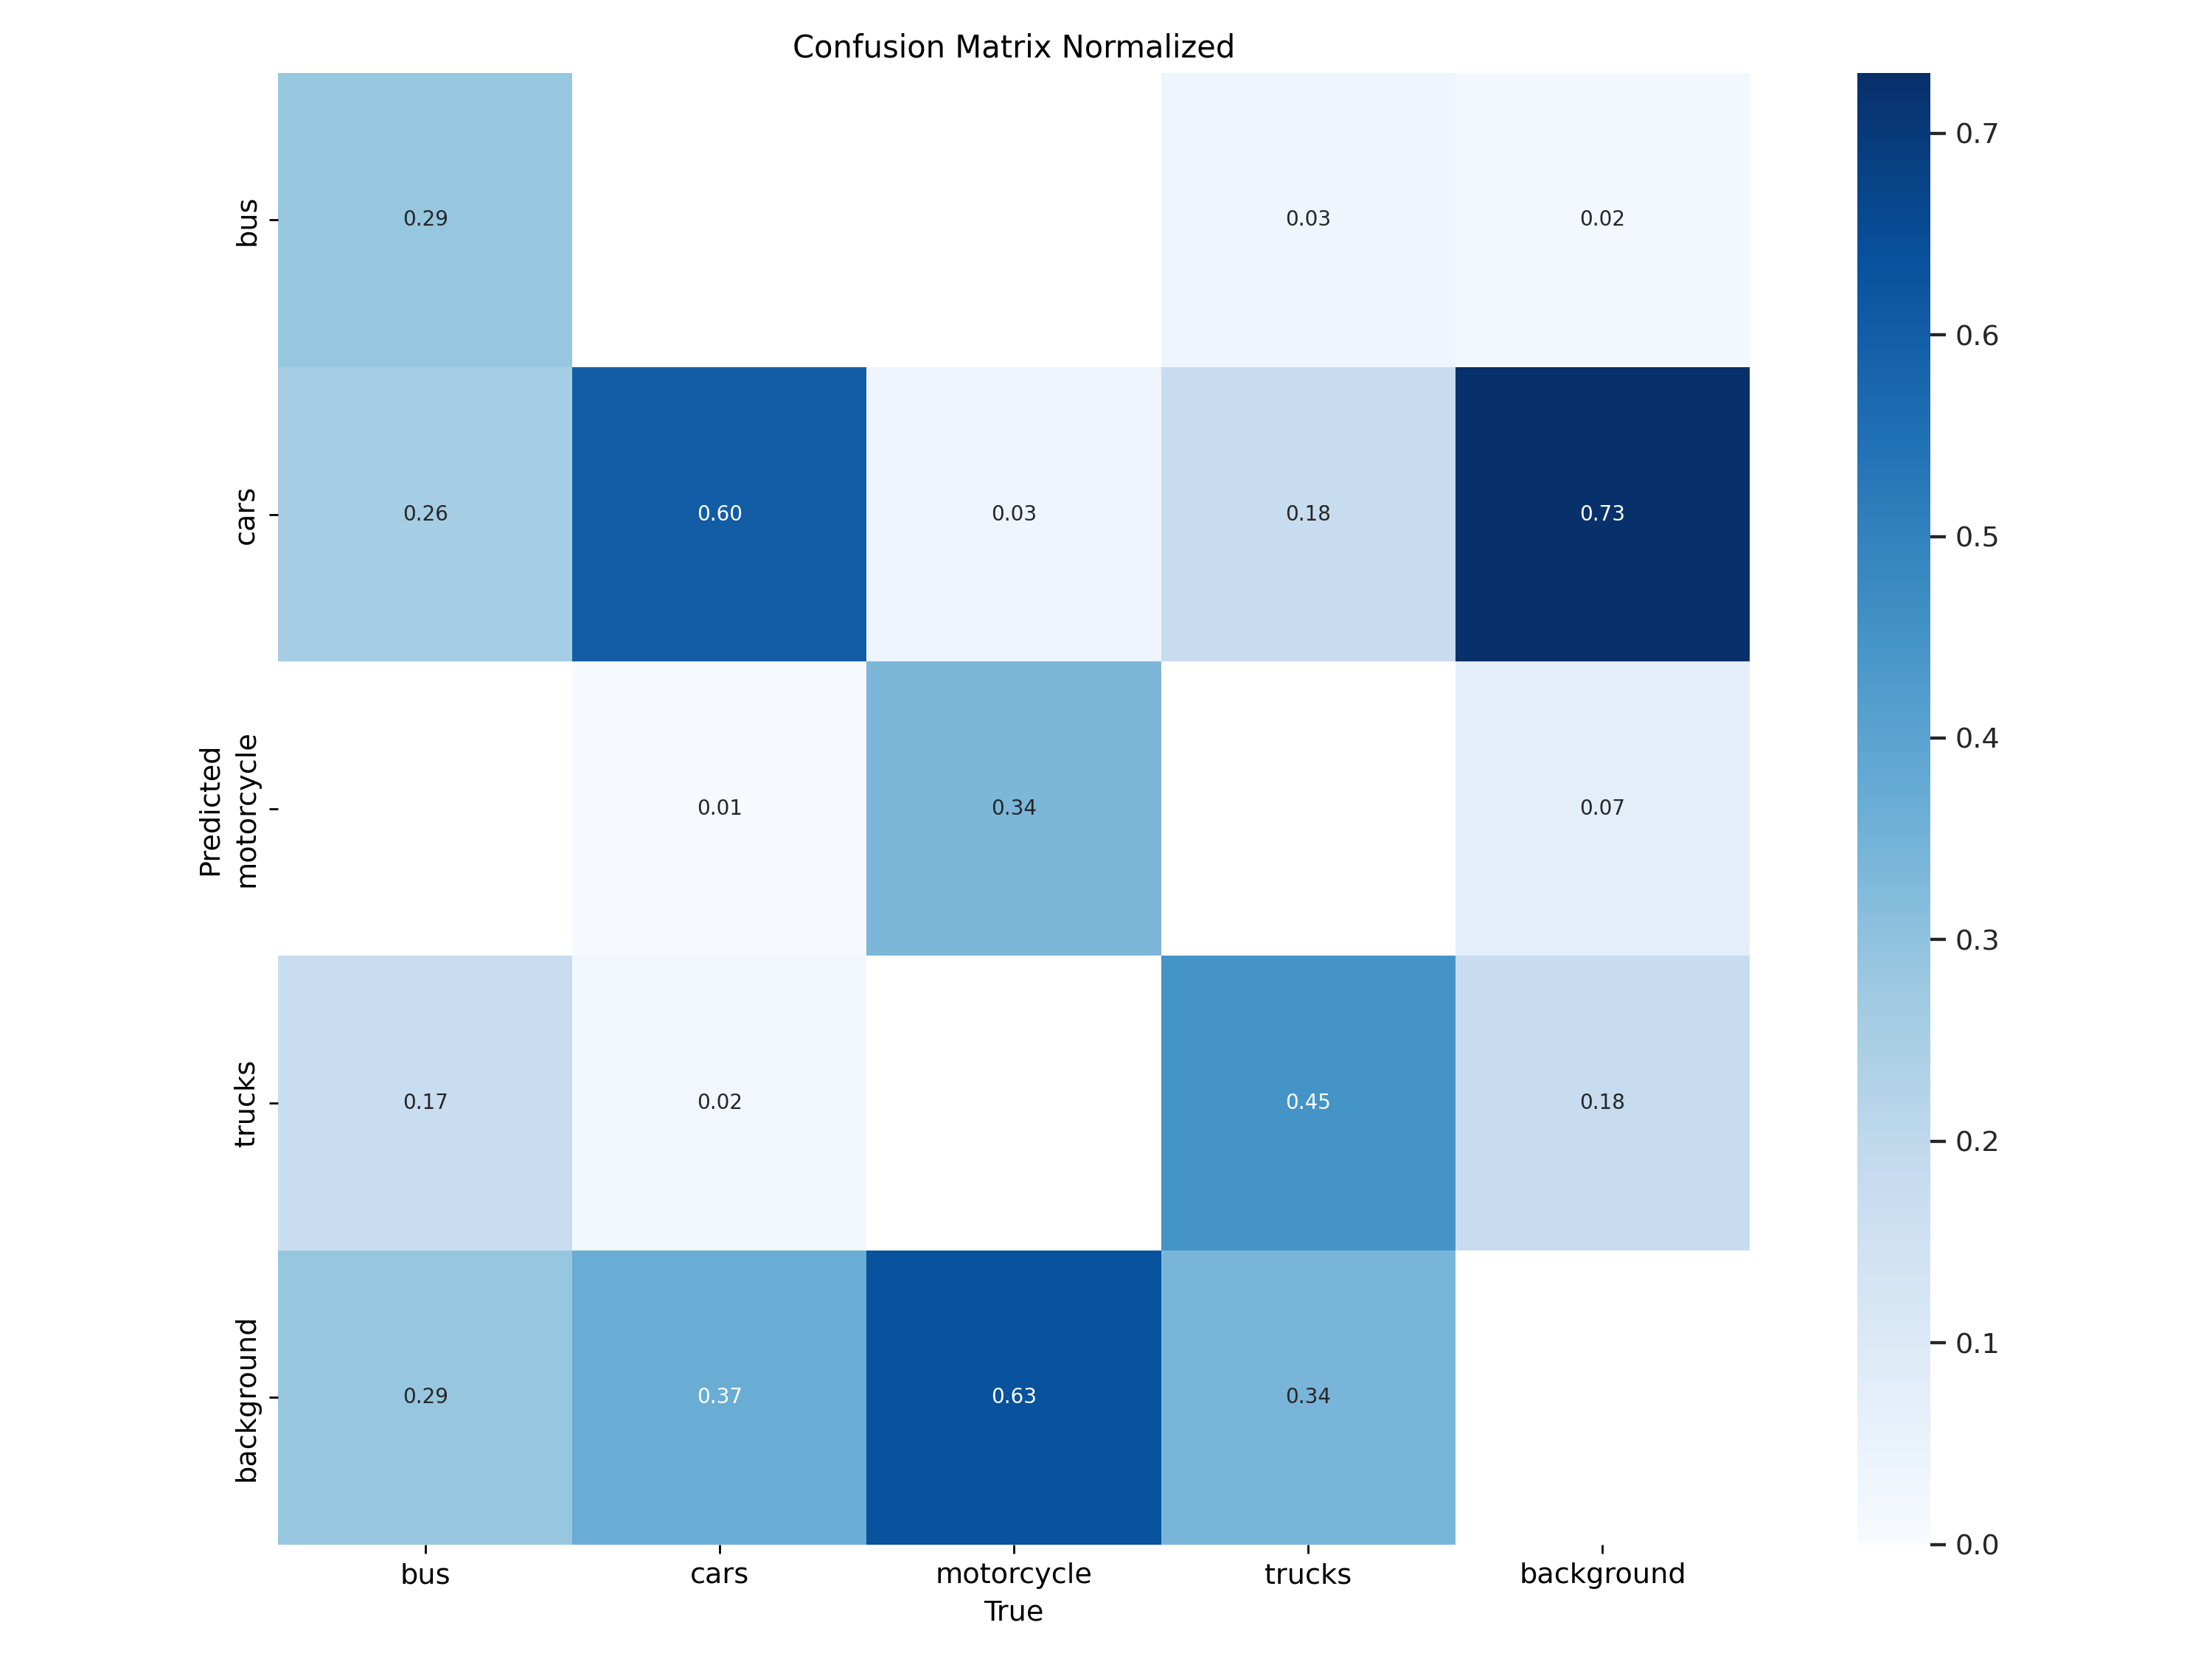 Confusion Matrix Normalized
bus
0.29
0.03
0.02
cars
0.26
0.60
0.03
0.18
0.73
Predicted
motorcycle
0.01
0.34
0.07
trucks
0.17
0.02
0.45
0.18
background
0.29
0.37
0.63
0.34
bus
cars
motorcycle
trucks
background
True
0.7
0.6
0.5
0.4
0.3
0.2
0.1
0.0